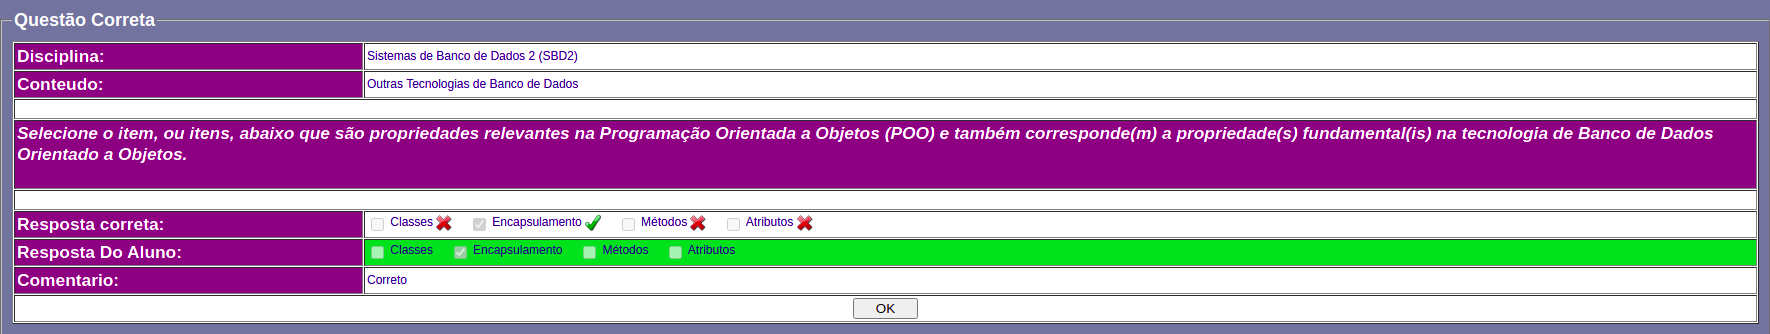 Questão Correta
Disciplina: Sistemas de Banco de Dados 2 (SBD2)
Conteudo: Outras Tecnologias de Banco de Dados
Selecione o item, ou itens, abaixo que são propriedades relevantes na Programação Orientada a Objetos (POO) e também corresponde(m) a propriedade(s) fundamental(is) na tecnologia de Banco de Dados
Orientado a Objetos.
Resposta correta: Classes Encapsulamento Métodos Atributos
Resposta Do Aluno: Classes Encapsulamento Métodos Atributos
Comentario: Correto
OK